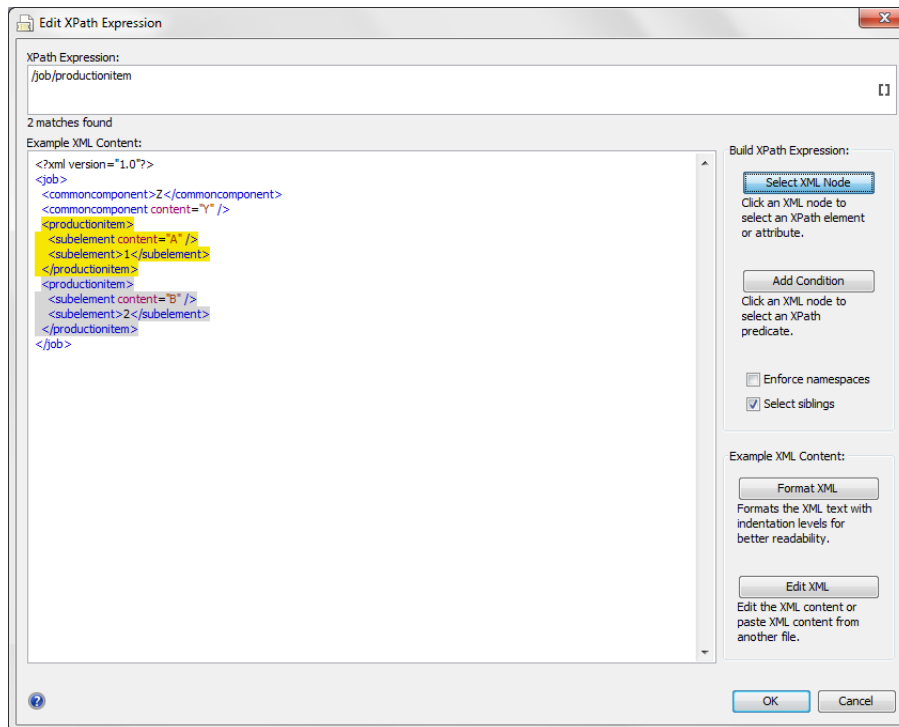 Edit XPath Expression
XPath Expression:
/job/productionitem
[]
2 matches found
Example XML Content:
<?xml version="1.0"?>
<job>
<commoncomponent>Z</commoncomponent>
<commoncomponent content="Y" />
<productionitem>
<subelement content="A" />
<subelement>1</subelement>
</productionitem>
<productionitem>
<subelement content="B" />
<subelement>2</subelement>
</productionitem>
</job>
Build XPath Expression:
Select XML Node
Click an XML node to
select an XPath element
or attribute.
Add Condition
Click an XML node to
select an XPath
predicate.
Enforce namespaces
Select siblings
Example XML Content:
Format XML
Formats the XML text with
indentation levels for
better readability.
Edit XML
Edit the XML content or
paste XML content from
another file.
?
OK
Cancel